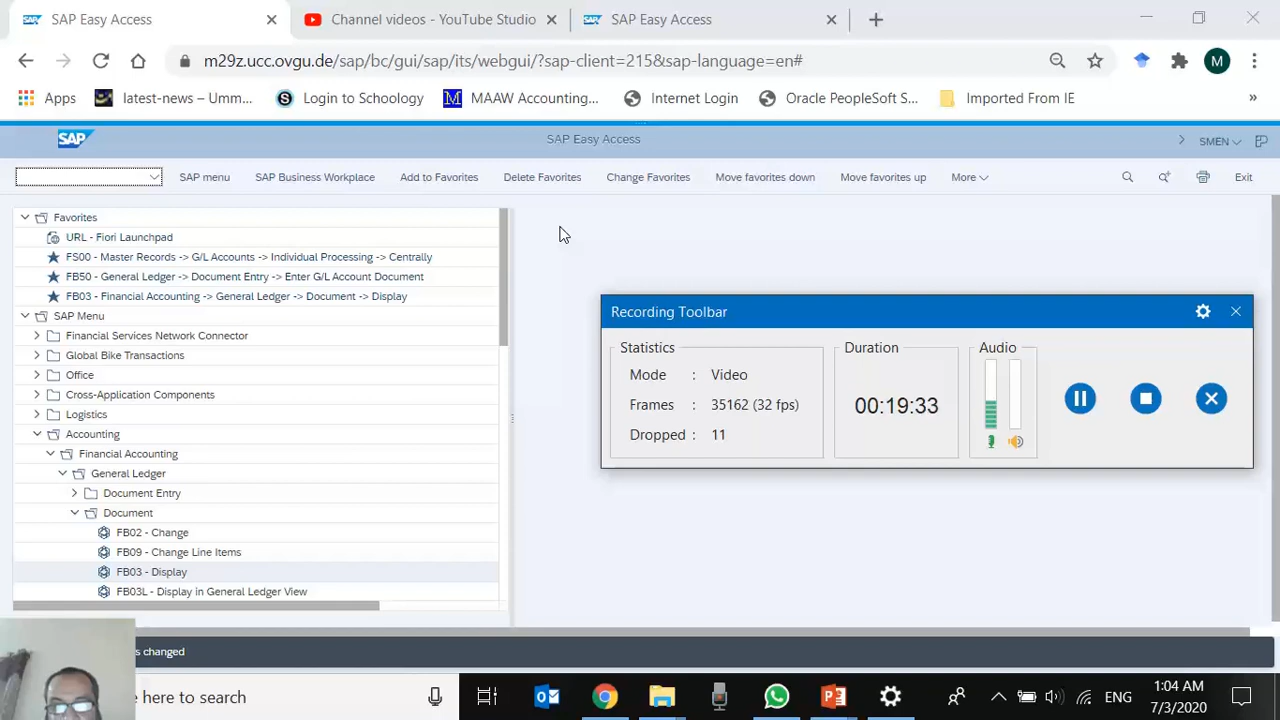 SAP Easy Access
Channel videos - YouTube Studio
SAP Easy Access
m29z.ucc.ovgu.de/sap/bc/gui/sap/its/webgui/?sap-client=215&sap-language=en#
M
Apps
latest-news – Umm...
S
Login to Schoology
M
MAAW Accounting...
Internet Login
Oracle PeopleSoft S...
Imported From IE
SAP
SAP Easy Access
SMEN
SAP menu
SAP Business Workplace
Add to Favorites
Delete Favorites
Change Favorites
Move favorites down
Move favorites up
More
Exit
Favorites
URL - Fiori Launchpad
FS00 - Master Records -> G/L Accounts -> Individual Processing -> Centrally
FB50 - General Ledger -> Document Entry -> Enter G/L Account Document
FB03 - Financial Accounting -> General Ledger -> Document -> Display
SAP Menu
Financial Services Network Connector
Global Bike Transactions
Office
Cross-Application Components
Logistics
Accounting
Financial Accounting
General Ledger
Document Entry
Document
FB02 - Change
FB09 - Change Line Items
FB03 - Display
FB03L - Display in General Ledger View
Recording Toolbar
Statistics
Mode : Video
Frames : 35162 (32 fps)
Dropped : 11
Duration
00:19:33
Audio
s changed
here to search
ENG
1:04 AM
7/3/2020